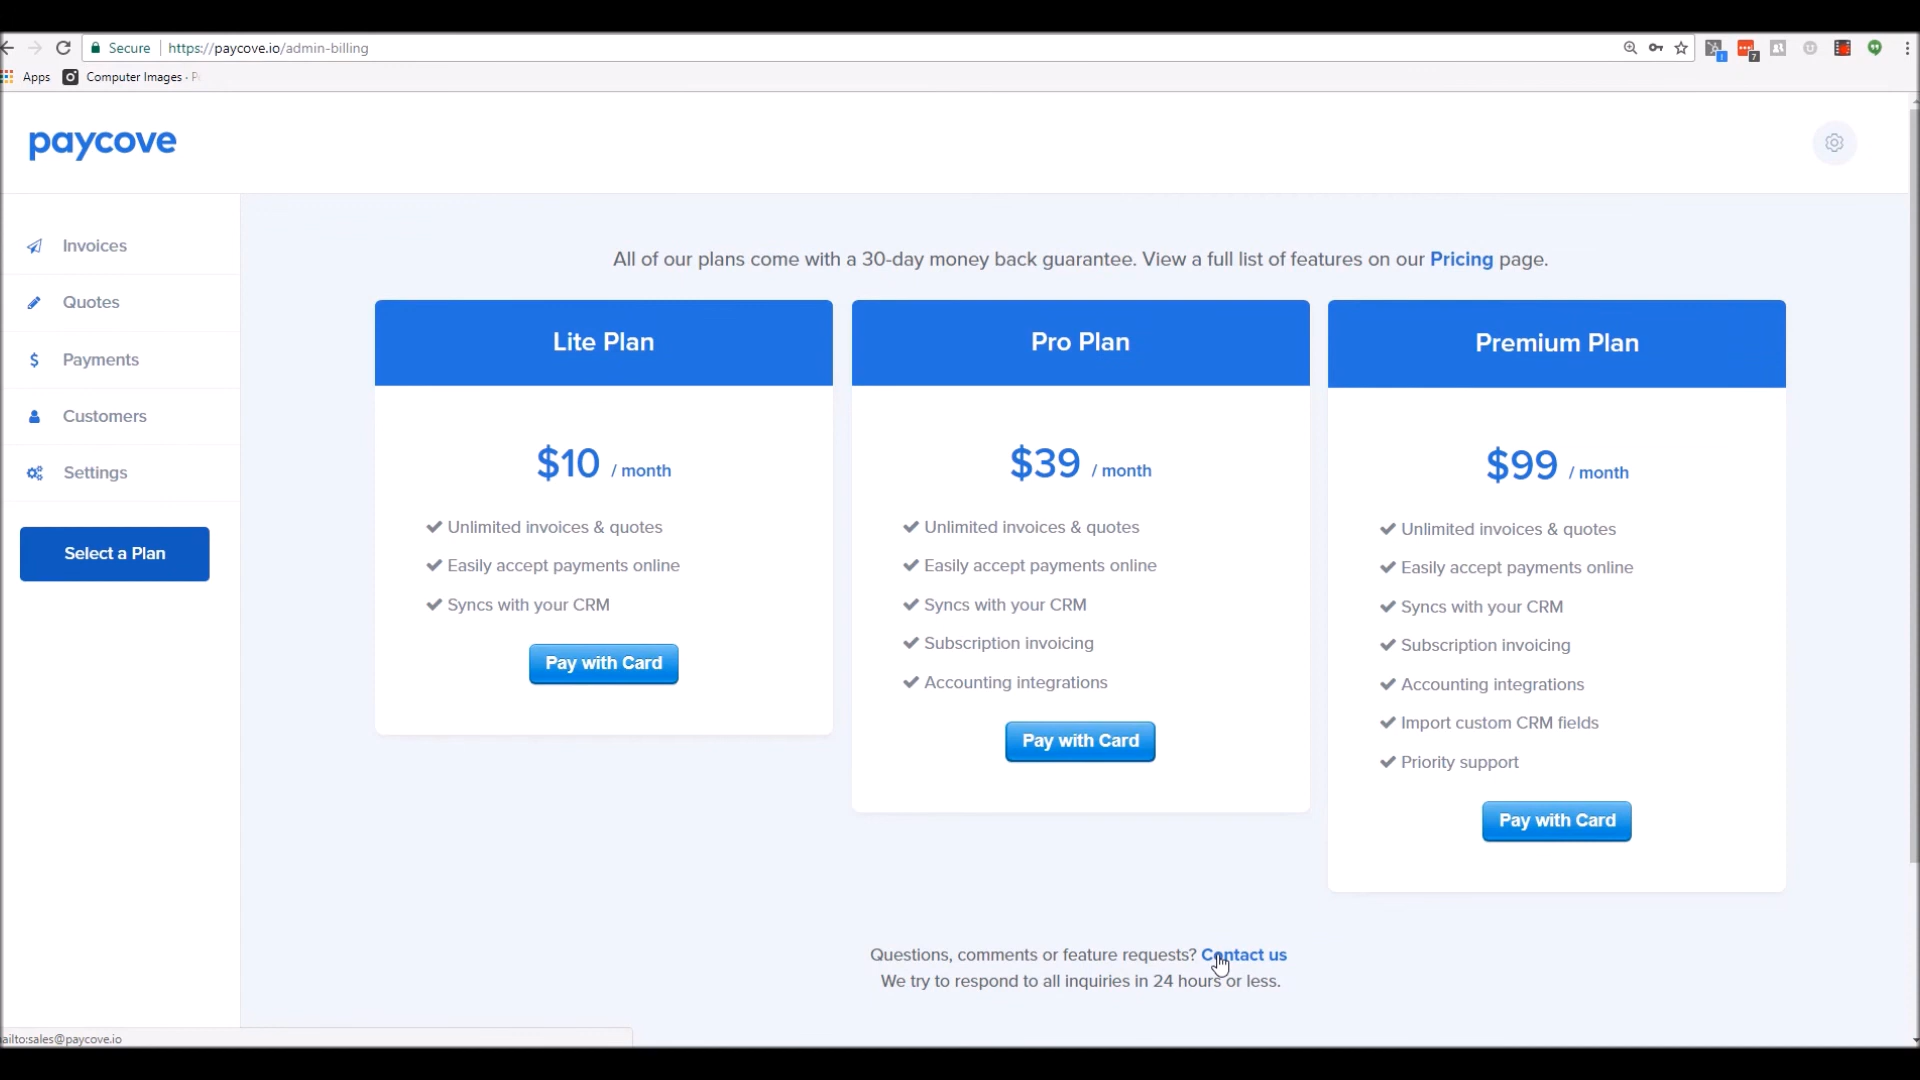 Secure https://paycove.io/admin-billing
Apps Computer Images -
7
paycove
Invoices
Quotes
Payments
Customers
Settings
Select a Plan
All of our plans come with a 30-day money back guarantee. View a full list of features on our Pricing page.
Lite Plan
$10 / month
Unlimited invoices & quotes
Easily accept payments online
Syncs with your CRM
Pay with Card
Pro Plan
$39 / month
Unlimited invoices & quotes
Easily accept payments online
Syncs with your CRM
Subscription invoicing
Accounting integrations
Pay with Card
Premium Plan
$99 / month
Unlimited invoices & quotes
Easily accept payments online
Syncs with your CRM
Subscription invoicing
Accounting integrations
Import custom CRM fields
Priority support
Pay with Card
Questions, comments or feature requests? Contact us
We try to respond to all inquiries in 24 hours or less.
ailto:sales@paycove.io